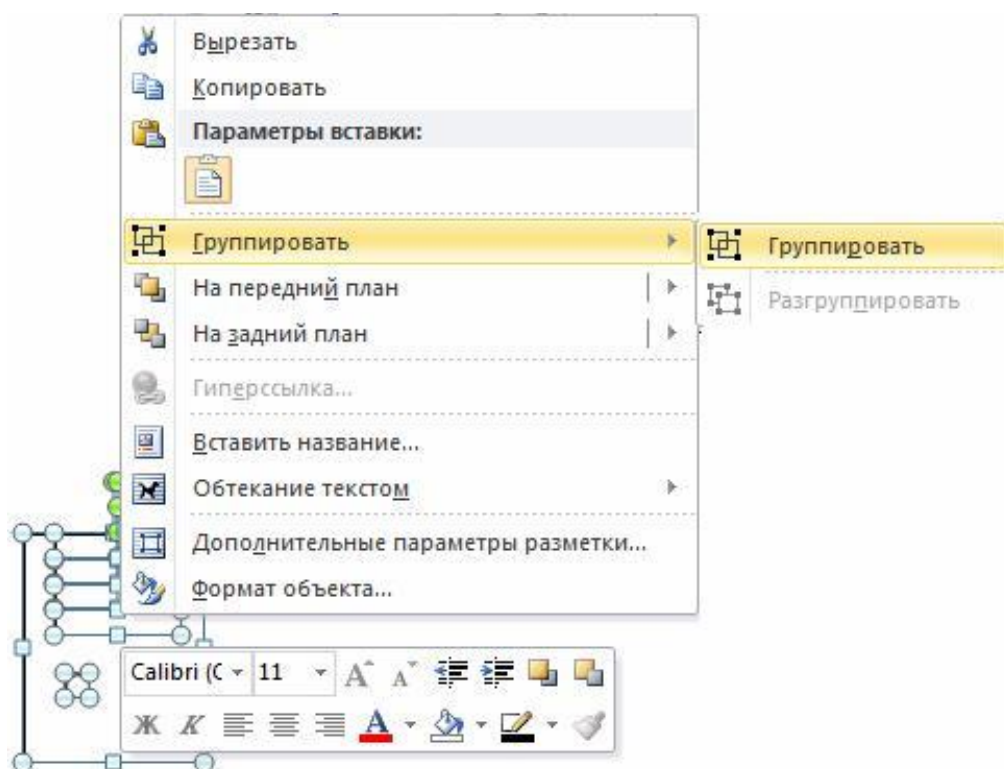 Вырезать
Копировать
Параметры вставки:
Группировать
Группировать
На передний план
Разгруппировать
На задний план
Гиперссылка...
Вставить название...
Обтекание текстом
Дополнительные параметры разметки...
Формат объекта...
Calibri (С 11 A A
Ж К A